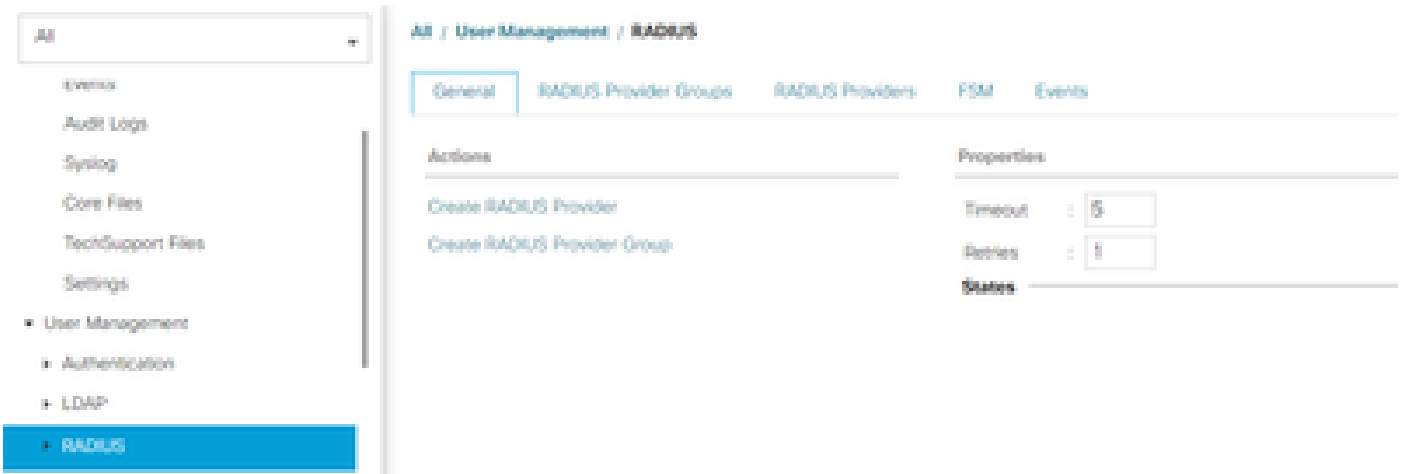 All
Events
Audit Logs
Syslog
Core Files
TechSupport Files
Settings
User Management
Authentication
LDAP
RADIUS
All / User Management / RADIUS
General RADIUS Provider Groups RADIUS Providers FSM Events
Actions
Create RADIUS Provider
Create RADIUS Provider Group
Properties
Timeout : 5
Retries : 1
States